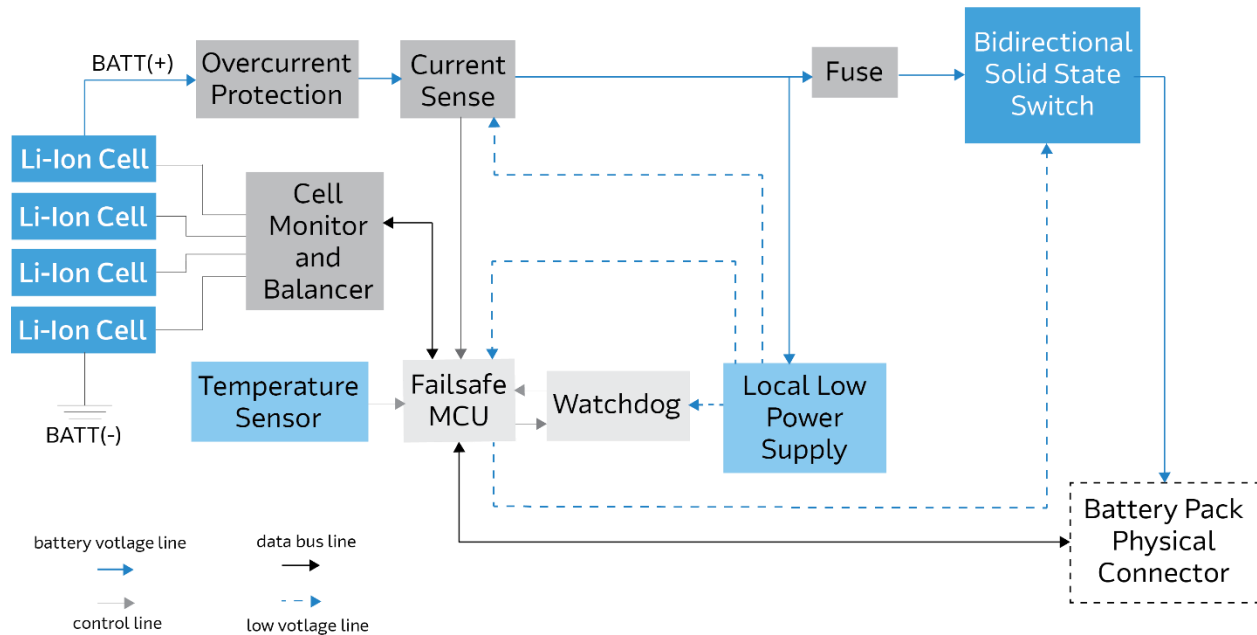 BATT(+)
Overcurrent
Protection
Current
Sense
Fuse
Bidirectional
Solid State
Switch
Li-Ion Cell
Li-Ion Cell
Li-Ion Cell
Li-Ion Cell
Cell
Monitor
and
Balancer
BATT(-)
Temperature
Sensor
Failsafe
MCU
Watchdog
Local Low
Power
Supply
Battery Pack
Physical
Connector
battery votlage line
data bus line
control line
low votlage line